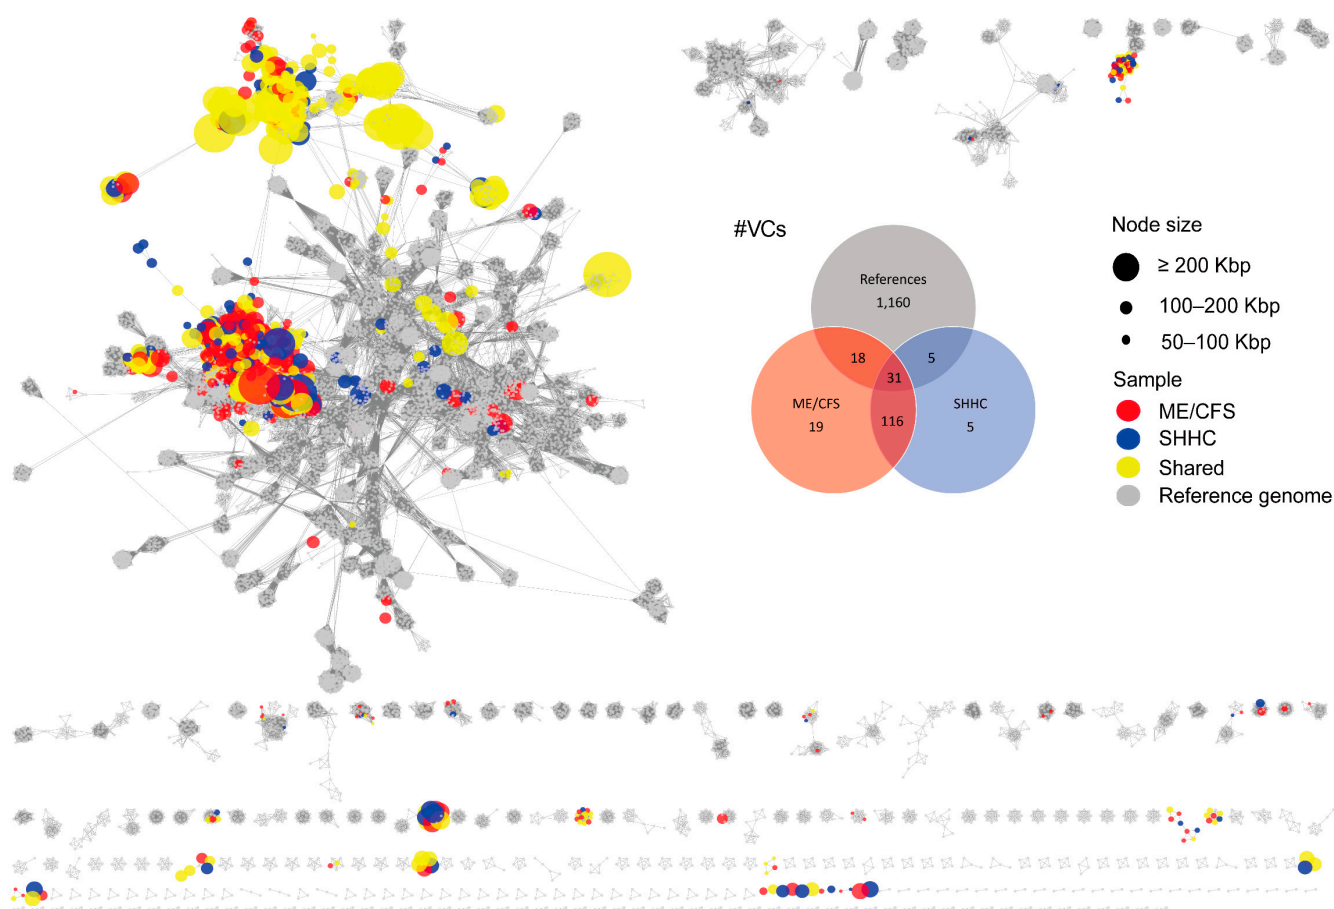 #VCs
References
1,160
18
5
31
ME/CFS
19
116
SHHC
5
Node size
≥ 200 Kbp
100–200 Kbp
50–100 Kbp
Sample
ME/CFS
SHHC
Shared
Reference genome